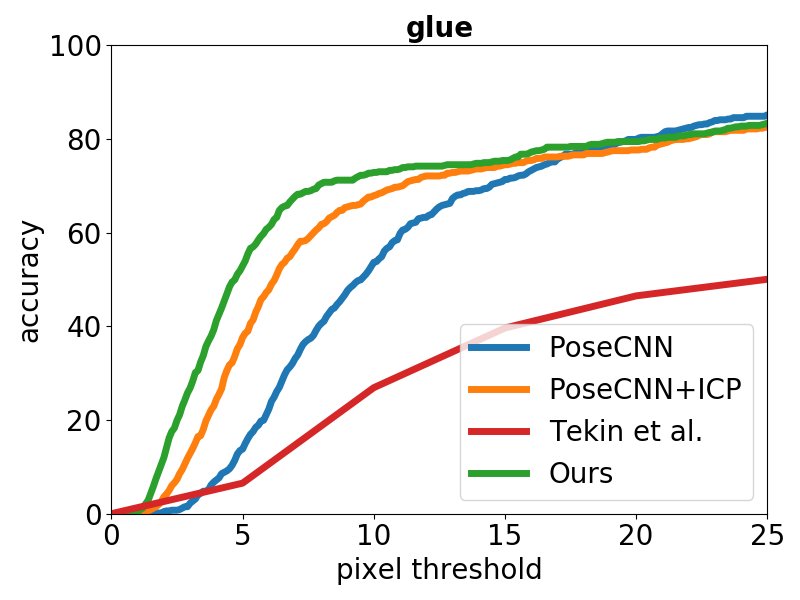 glue
100
80
60
40
20
0
accuracy
0 5 10 15 20 25
pixel threshold
PoseCNN
PoseCNN+ICP
Tekin et al.
Ours